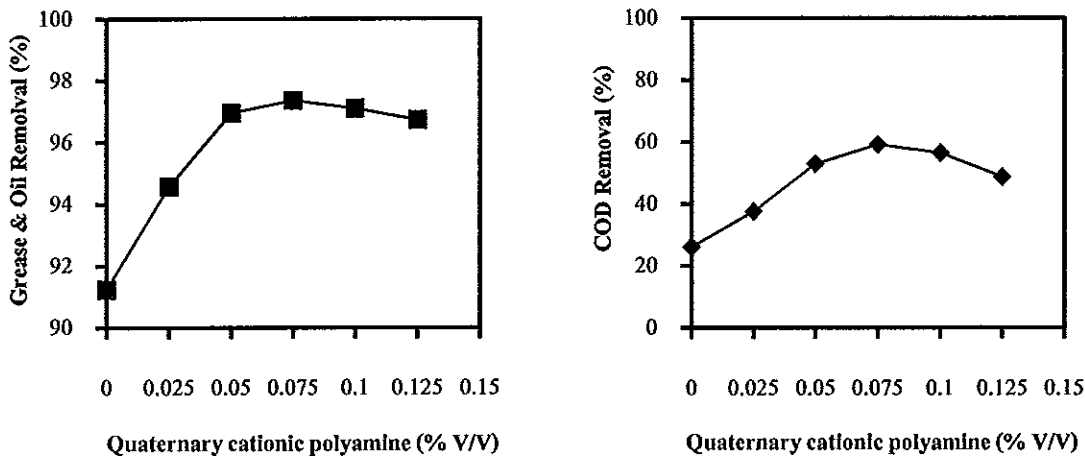 Grease & Oil Remolval (%)
100
98
96
94
92
90
0 0.025 0.05 0.075 0.1 0.125 0.15
Quaternary cationic polyamine (% V/V)
COD Removal (%)
100
80
60
40
20
0
0 0.025 0.05 0.075 0.1 0.125 0.15
Quaternary cationic polyamine (% V/V)